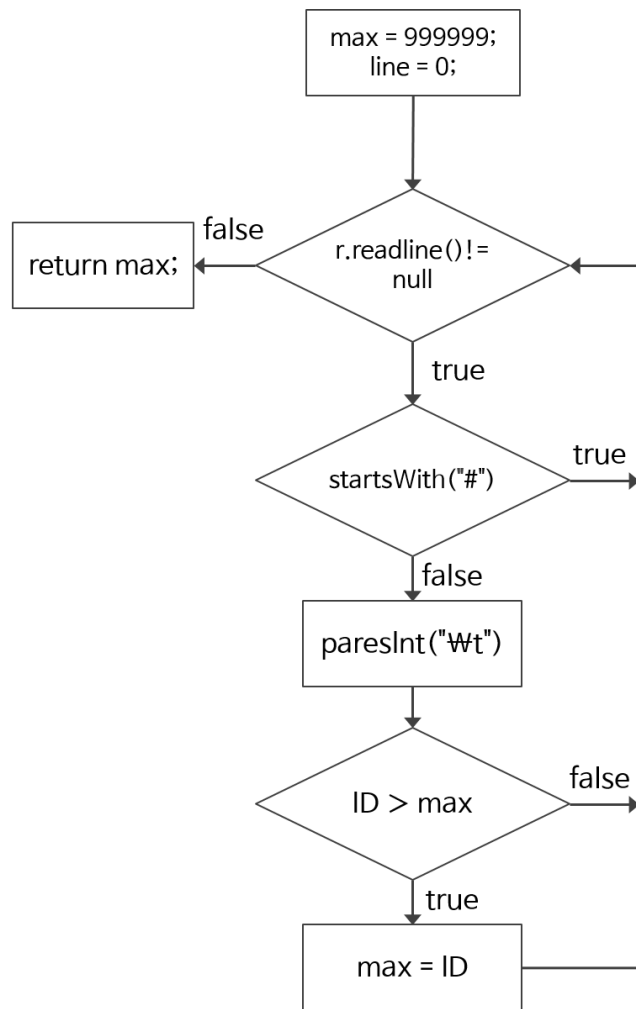 max = 999999;
line = 0;
r.readline()!=
null
false
return max;
true
startsWith("#")
true
false
paresInt("₩t")
ID > max
false
true
max = ID